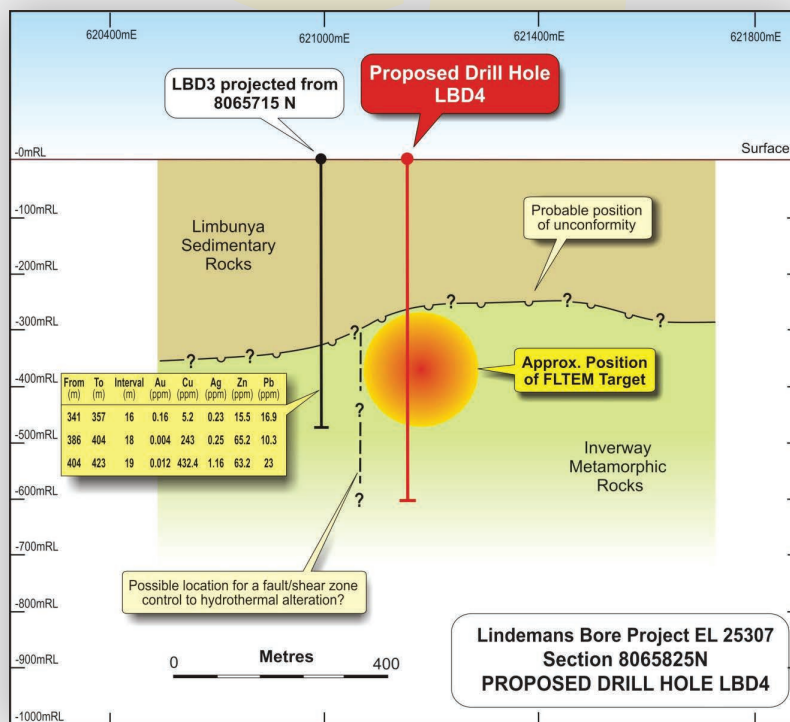 620400mE 621000mE 621400mE 621800mE
LBD3 projected from
8065715 N
Proposed Drill Hole
LBD4
-0mRL
Surface
-100mRL
-200mRL
-300mRL
-400mRL
-500mRL
-600mRL
-700mRL
-800mRL
-900mRL
-1000mRL
Limbunya
Sedimentary
Rocks
Probable position
of unconformity
? ? ? ? ? ?
?
?
Approx. Position
of FLTEM Target
From To Interval Au Cu Ag Zn Pb
(m) (m) (m) (ppm) (ppm) (ppm) (ppm) (ppm)
341 357 16 0.16 5.2 0.23 15.5 16.9
386 404 18 0.004 243 0.25 65.2 10.3
404 423 19 0.012 432.4 1.16 63.2 23
Inverway
Metamorphic
Rocks
Possible location for a fault/shear zone
control to hydrothermal alteration?
0 Metres 400
Lindemans Bore Project EL 25307
Section 8065825N
PROPOSED DRILL HOLE LBD4